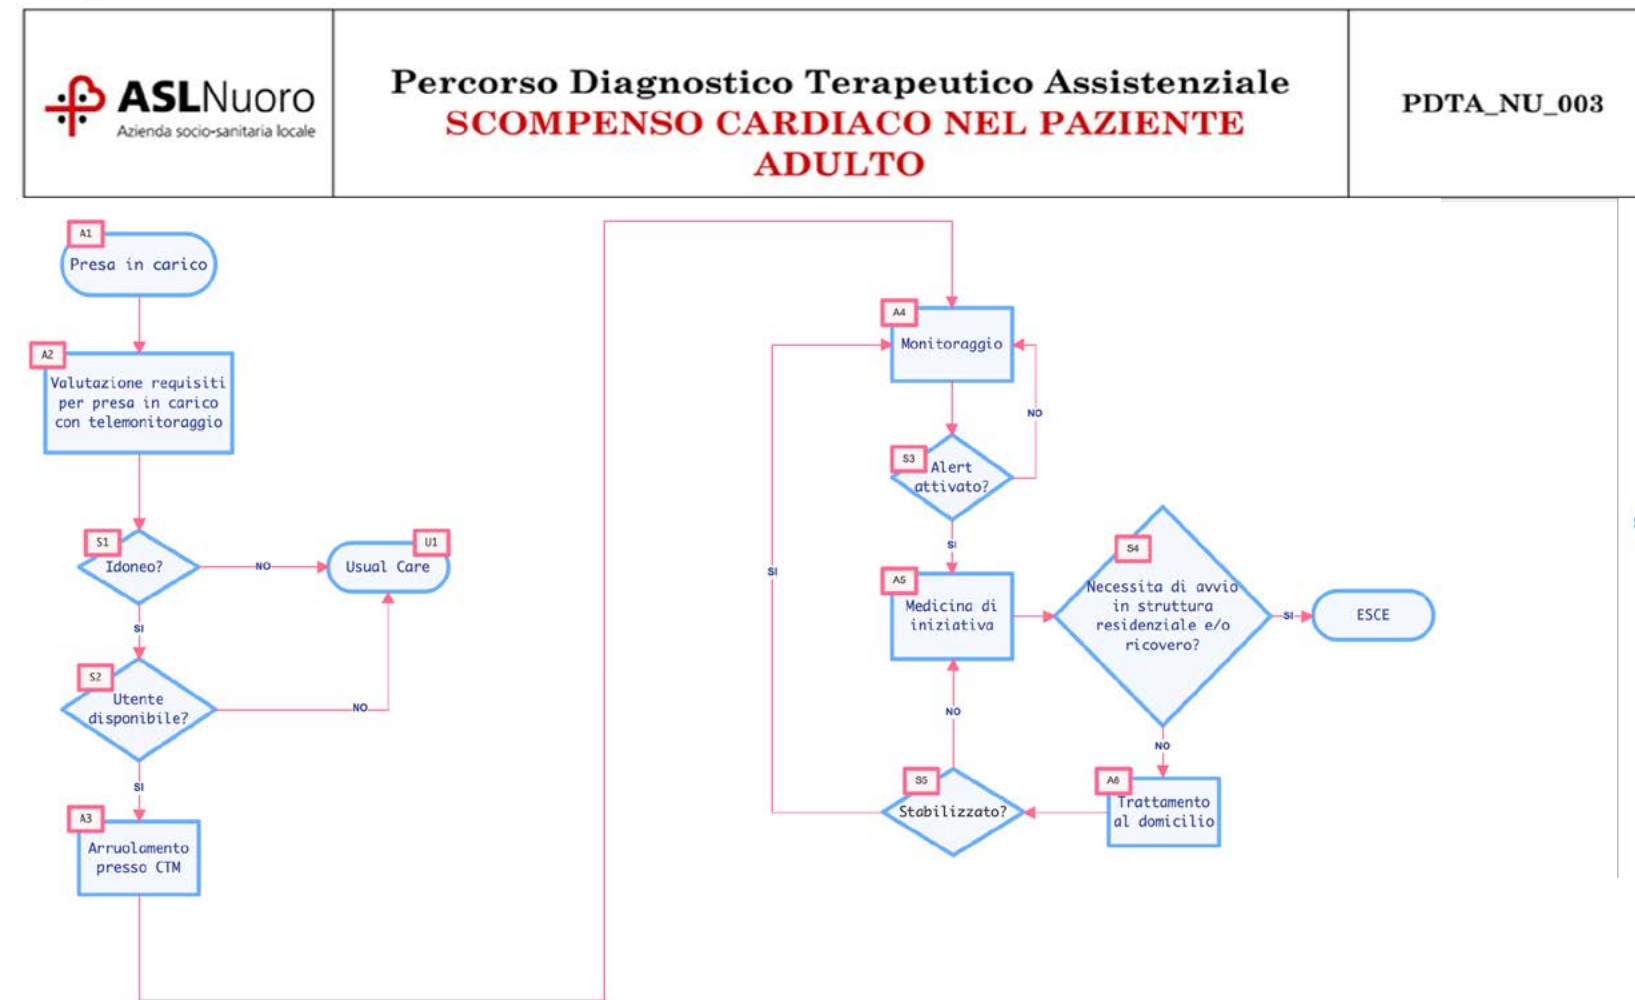 ASLNuoro
Azienda socio-sanitaria locale
Percorso Diagnostico Terapeutico Assistenziale
SCOMPENSO CARDIACO NEL PAZIENTE
ADULTO
PDTA_NU_003
A1
Presa in carico
A2
Valutazione requisiti
per presa in carico
con telemonitoraggio
S1
Idoneo?
NO
U1
Usual Care
SI
S2
Utente
disponibile?
NO
SI
A3
Arruolamento
presso CTM
A4
Monitoraggio
NO
S3
Alert
attivato?
SI
SI
A5
Medicina di
iniziativa
S4
Necessita di avvio
in struttura
residenziale e/o
ricovero?
SI
ESCE
NO
NO
A6
Trattamento
al domicilio
S5
Stabilizzato?